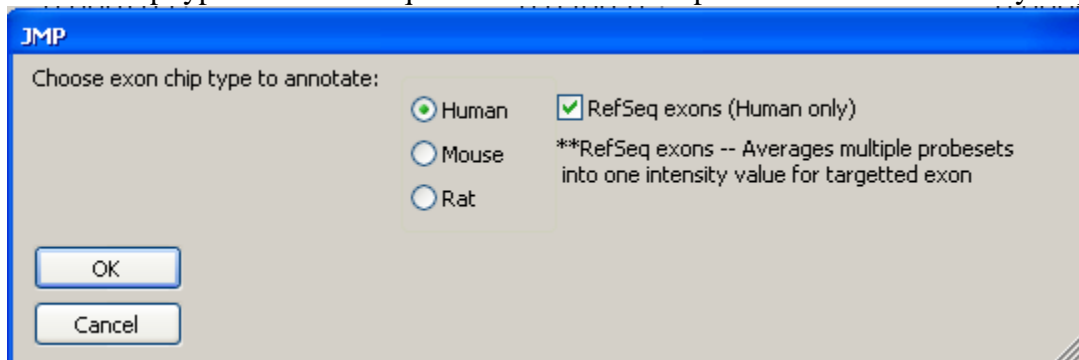 JMP
Choose exon chip type to annotate:
Human
RefSeq exons (Human only)
Mouse
**RefSeq exons -- Averages multiple probesets
into one intensity value for targetted exon
Rat
OK
Cancel